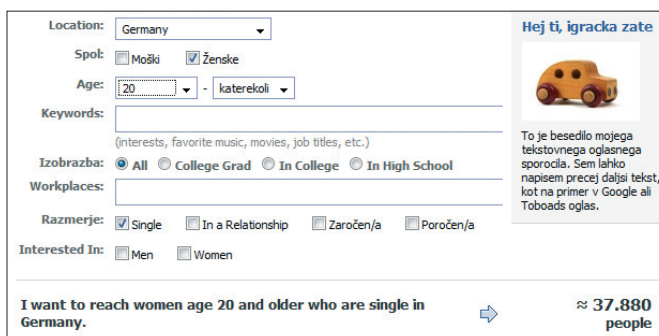 Location: Germany
Spol: Moški Ženske
Age: 20 - katerekoli
Keywords:
(interests, favorite music, movies, job titles, etc.)
Izobrazba: All College Grad In College In High School
Workplaces:
Razmerje: Single In a Relationship Zaročen/a Poročen/a
Interested In: Men Women
I want to reach women age 20 and older who are single in
Germany.
≈ 37.880
people
Hej ti, igracka zate
To je besedilo mojega
tekstovnega oglasnega
sporocila. Sem lahko
napisem precej daljsi tekst,
kot na primer v Google ali
Toboads oglas.